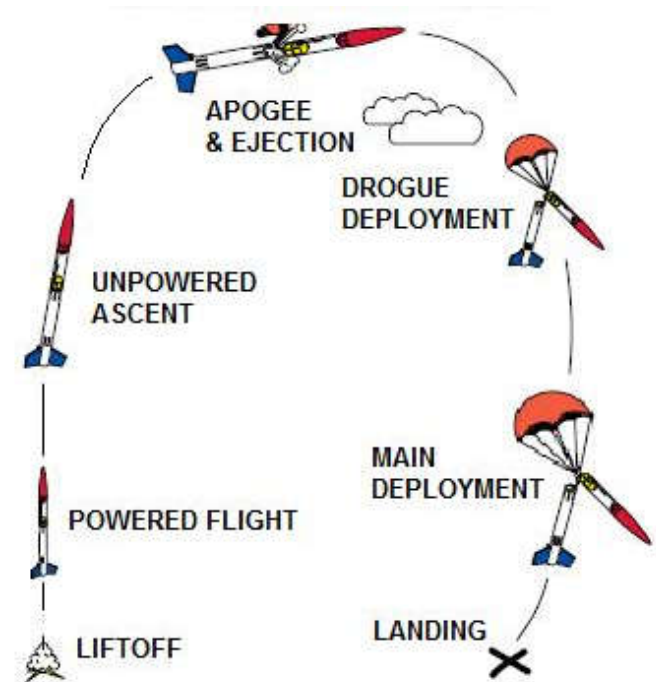 APOGEE
& EJECTION
DROGUE
DEPLOYMENT
UNPOWERED
ASCENT
MAIN
DEPLOYMENT
POWERED FLIGHT
LANDING
LIFTOFF